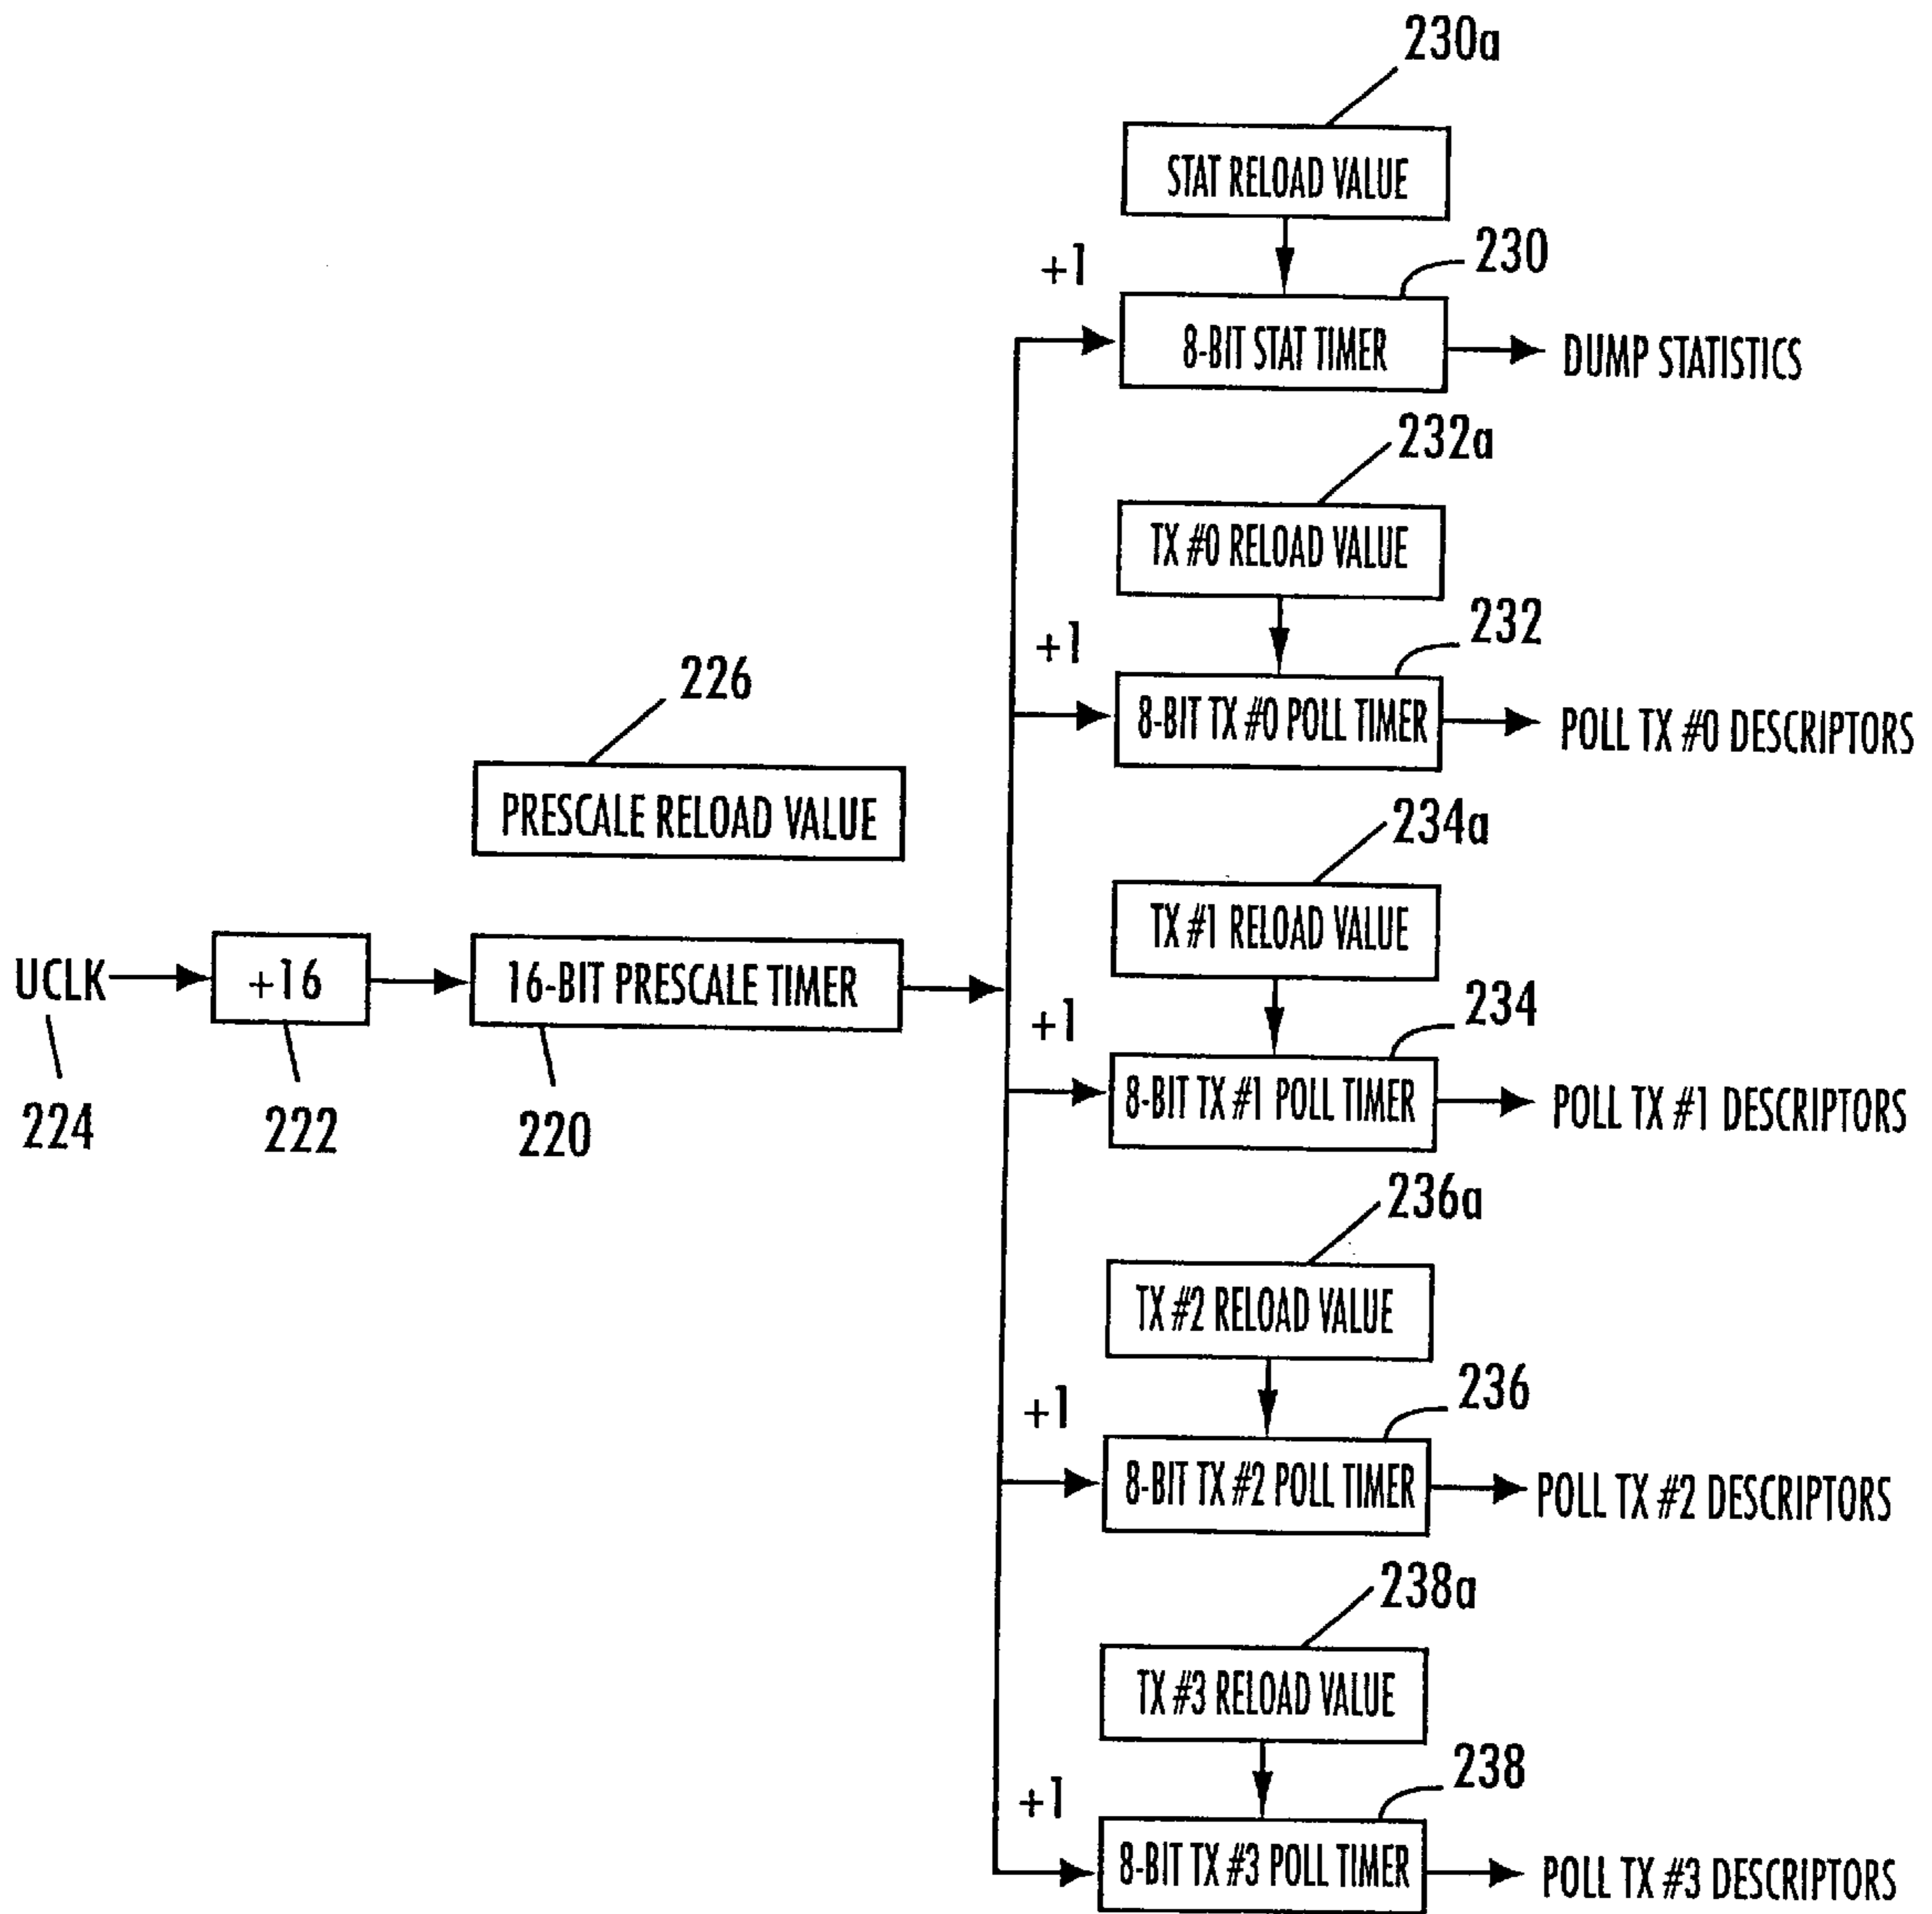 230a
STAT RELOAD VALUE
+1
230
8-BIT STAT TIMER
DUMP STATISTICS
232a
TX #0 RELOAD VALUE
+1
232
8-BIT TX #0 POLL TIMER
POLL TX #0 DESCRIPTORS
226
PRESCALE RELOAD VALUE
234a
TX #1 RELOAD VALUE
UCLK
+16
16-BIT PRESCALE TIMER
224
222
220
+1
234
8-BIT TX #1 POLL TIMER
POLL TX #1 DESCRIPTORS
236a
TX #2 RELOAD VALUE
+1
236
8-BIT TX #2 POLL TIMER
POLL TX #2 DESCRIPTORS
238a
TX #3 RELOAD VALUE
+1
238
8-BIT TX #3 POLL TIMER
POLL TX #3 DESCRIPTORS